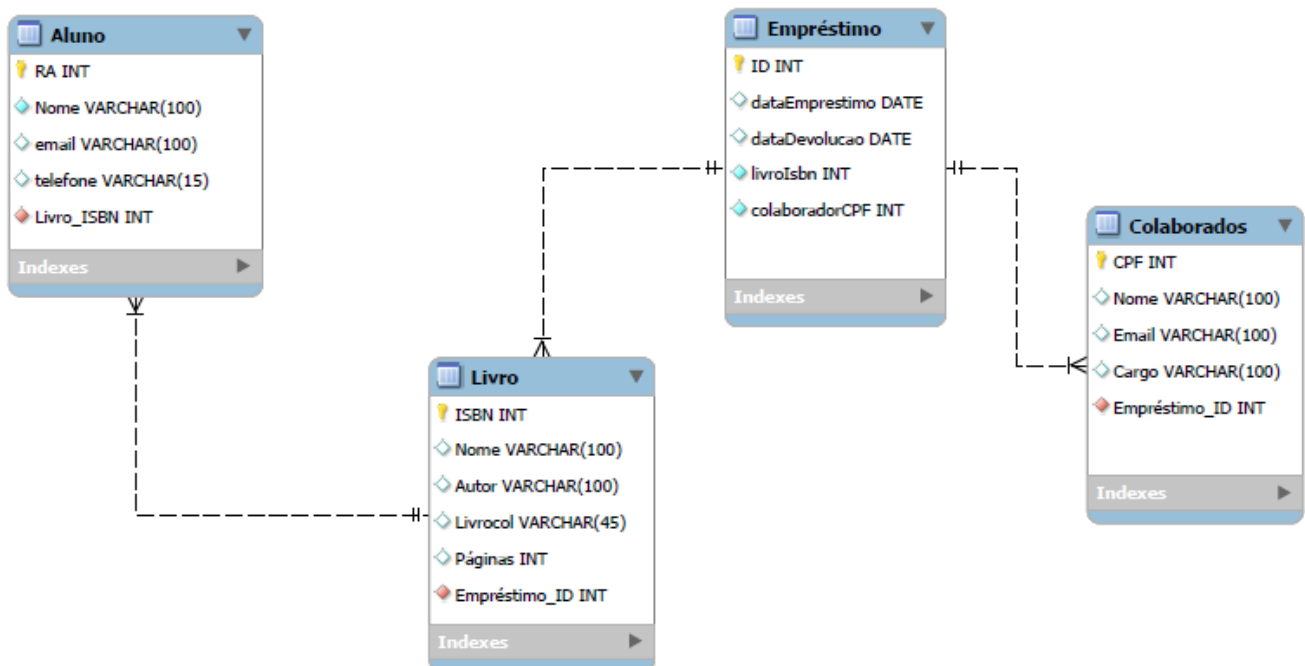 Aluno
RA INT
Nome VARCHAR(100)
email VARCHAR(100)
telefone VARCHAR(15)
Livro_ISBN INT
Indexes
Empréstimo
ID INT
dataEmprestimo DATE
dataDevolucao DATE
livroIsbn INT
colaboradorCPF INT
Indexes
Colaborados
CPF INT
Nome VARCHAR(100)
Email VARCHAR(100)
Cargo VARCHAR(100)
Empréstimo_ID INT
Indexes
Livro
ISBN INT
Nome VARCHAR(100)
Autor VARCHAR(100)
Livrocol VARCHAR(45)
Páginas INT
Empréstimo_ID INT
Indexes